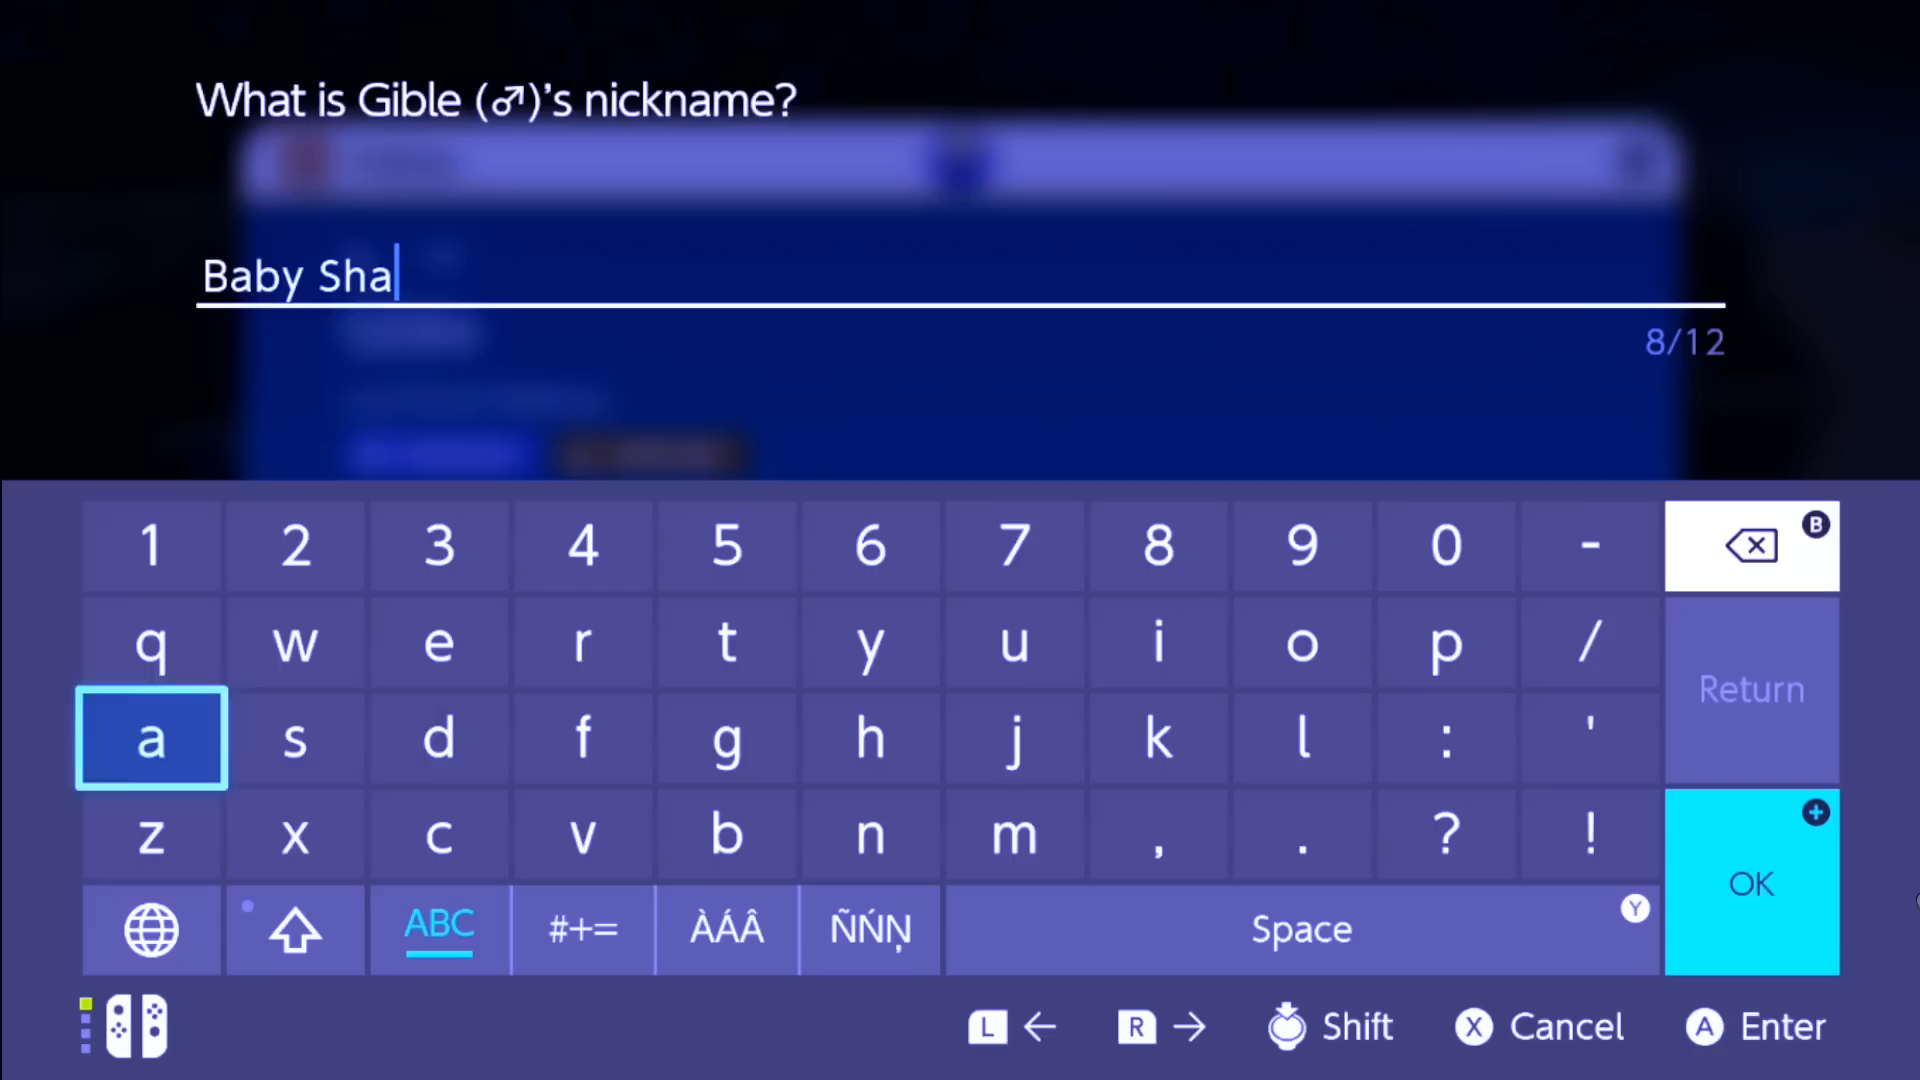 What is Gible (♂)'s nickname?
Baby Sha
8/12
1 2 3 4 5 6 7 8 9 0 - B
q w e r t y u i o p /
Return
a s d f g h j k l : '
z x c v b n m , . ? ! +
OK
ABC #+= ÀÁÂ ÑŃŅ Space Y
L ← R → Shift X Cancel A Enter